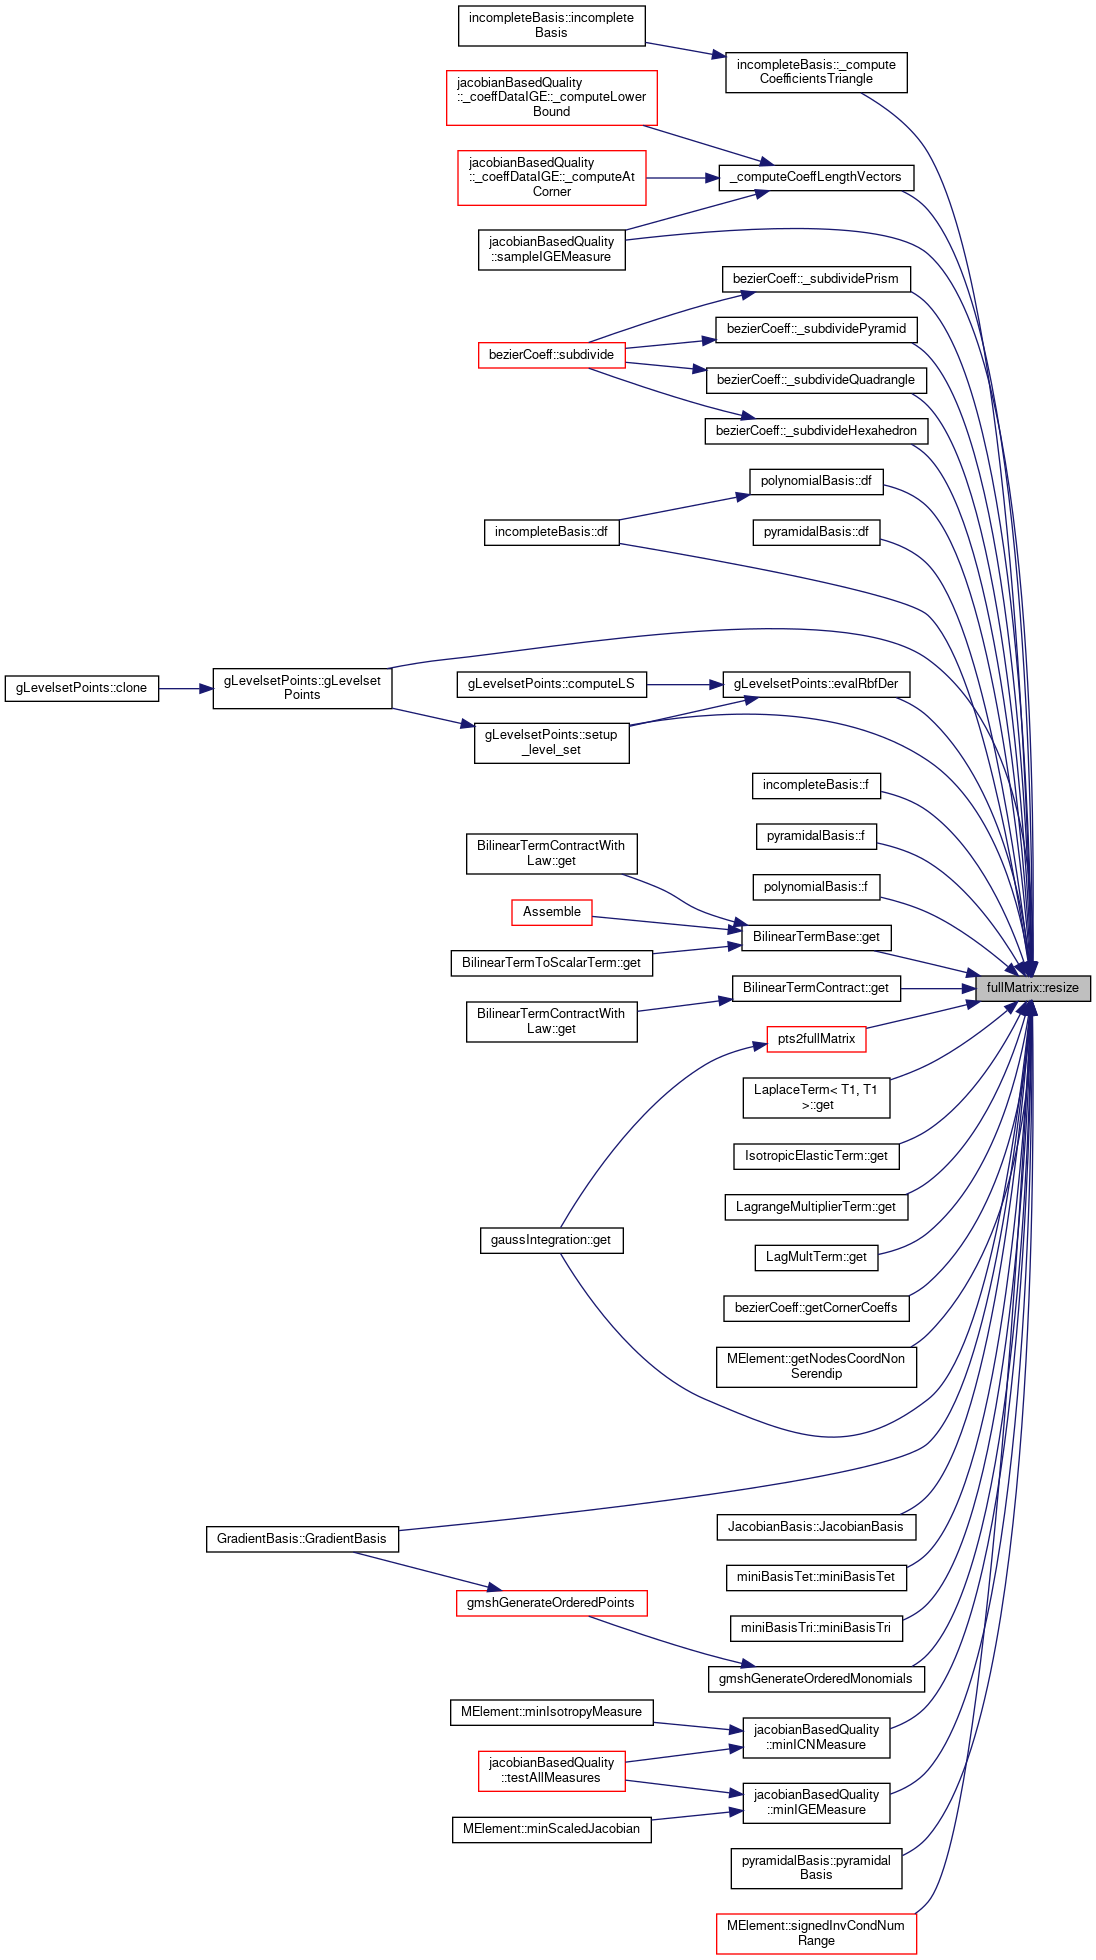 incompleteBasis::incomplete
Basis
incompleteBasis::_compute
CoefficientsTriangle
jacobianBasedQuality
::_coeffDataIGE::_computeLower
Bound
jacobianBasedQuality
::_coeffDataIGE::_computeAt
Corner
_computeCoeffLengthVectors
jacobianBasedQuality
::sampleIGEMeasure
bezierCoeff::_subdividePrism
bezierCoeff::_subdividePyramid
bezierCoeff::subdivide
bezierCoeff::_subdivideQuadrangle
bezierCoeff::_subdivideHexahedron
polynomialBasis::df
incompleteBasis::df
pyramidalBasis::df
gLevelsetPoints::clone
gLevelsetPoints::gLevelset
Points
gLevelsetPoints::computeLS
gLevelsetPoints::evalRbfDer
gLevelsetPoints::setup
_level_set
incompleteBasis::f
pyramidalBasis::f
BilinearTermContractWith
Law::get
polynomialBasis::f
Assemble
BilinearTermBase::get
BilinearTermToScalarTerm::get
BilinearTermContract::get
fullMatrix::resize
BilinearTermContractWith
Law::get
pts2fullMatrix
LaplaceTerm< T1, T1
>::get
IsotropicElasticTerm::get
LagrangeMultiplierTerm::get
gaussIntegration::get
LagMultTerm::get
bezierCoeff::getCornerCoeffs
MElement::getNodesCoordNon
Serendip
JacobianBasis::JacobianBasis
GradientBasis::GradientBasis
miniBasisTet::miniBasisTet
gmshGenerateOrderedPoints
miniBasisTri::miniBasisTri
gmshGenerateOrderedMonomials
MElement::minIsotropyMeasure
jacobianBasedQuality
::minICNMeasure
jacobianBasedQuality
::testAllMeasures
jacobianBasedQuality
::minIGEMeasure
MElement::minScaledJacobian
pyramidalBasis::pyramidal
Basis
MElement::signedInvCondNum
Range